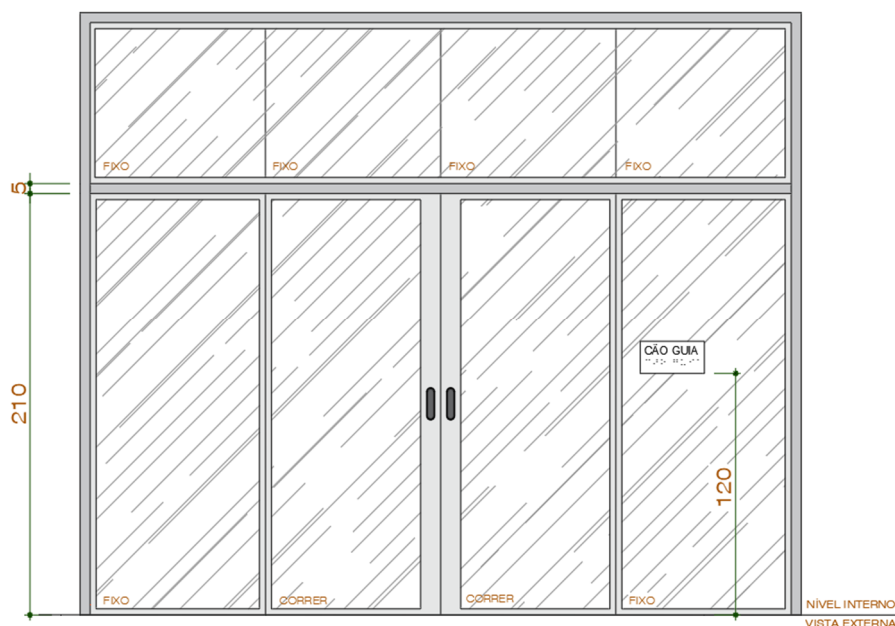 FIXO
FIXO
FIXO
FIXO
5
210
CÃO GUIA
120
FIXO
CORRER
CORRER
FIXO
NÍVEL INTERNO
VISTA EXTERNA